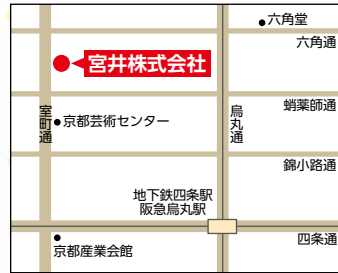 六角堂
六角通
宮井株式会社
蛸薬師通
室町通
京都芸術センター
烏丸通
錦小路通
地下鉄四条駅
阪急烏丸駅
四条通
京都産業会館